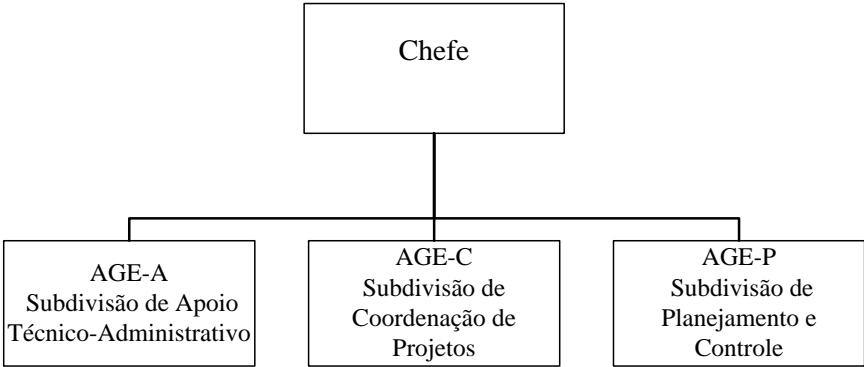 Chefe
AGE-A
Subdivisão de Apoio
Técnico-Administrativo
AGE-C
Subdivisão de
Coordenação de
Projetos
AGE-P
Subdivisão de
Planejamento e
Controle